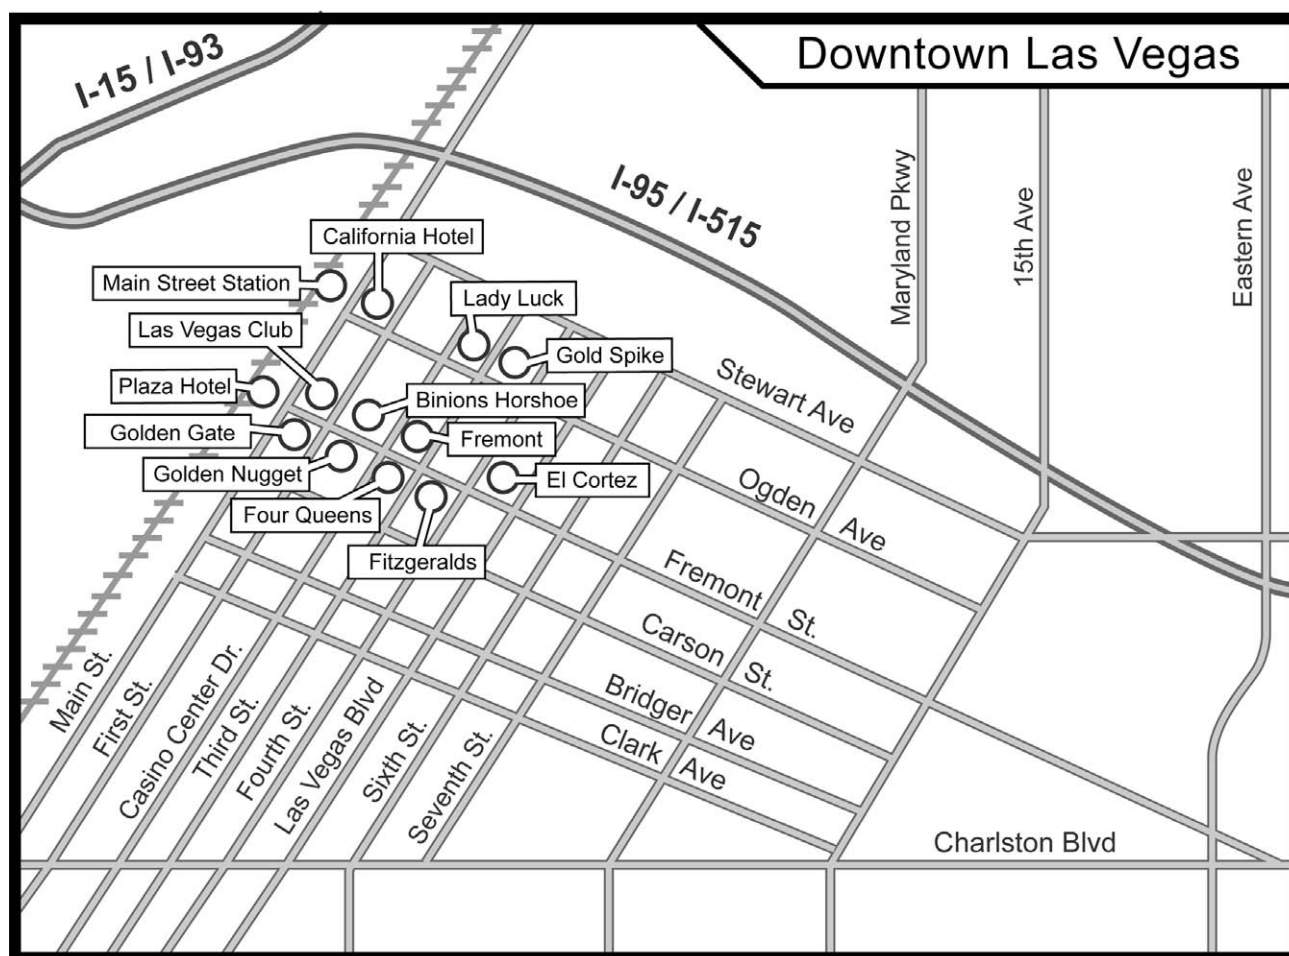 Downtown Las Vegas
I-15 / I-93
I-95 / I-515
Maryland Pkwy
15th Ave
Eastern Ave
California Hotel
Main Street Station
Lady Luck
Las Vegas Club
Gold Spike
Plaza Hotel
Binions Horshoe
Golden Gate
Fremont
Golden Nugget
El Cortez
Four Queens
Fitzgeralds
Stewart Ave
Ogden Ave
Fremont St.
Carson St.
Bridger Ave
Clark Ave
Main St.
First St.
Casino Center Dr.
Third St.
Fourth St.
Las Vegas Blvd
Sixth St.
Seventh St.
Charlston Blvd